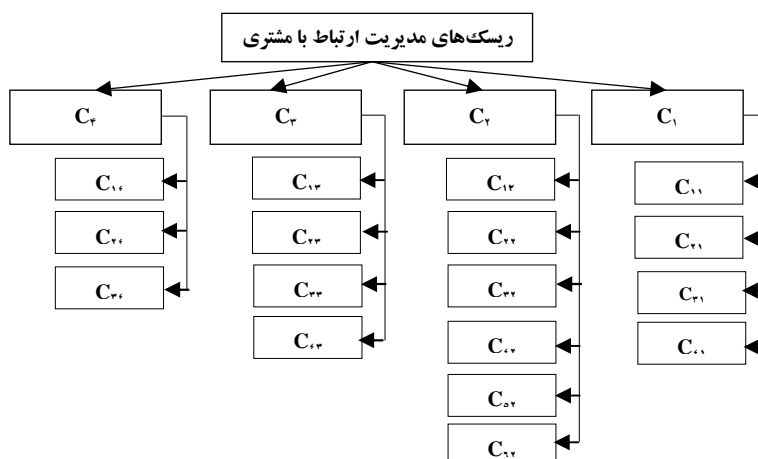 ریسک‌های مدیریت ارتباط با مشتری
C۱
C۲
C۳
C۴
C۱۱
C۲۱
C۳۱
C۴۱
C۱۲
C۲۲
C۳۲
C۴۲
C۵۲
C۶۲
C۱۳
C۲۳
C۳۳
C۴۳
C۱۴
C۲۴
C۳۴